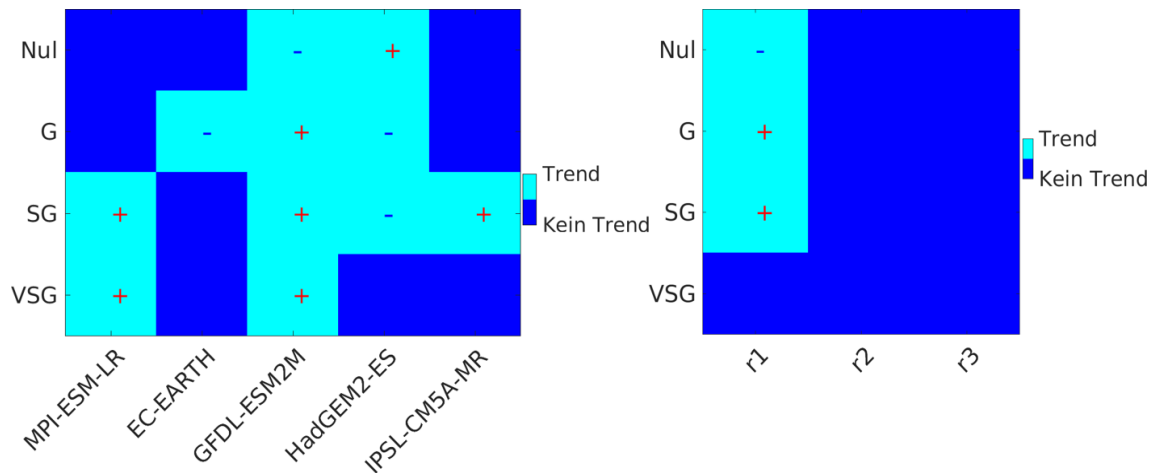 Nul
- +
G
- + -
SG
+ + - +
VSG
+ +
Trend
Kein Trend
MPI-ESM-LR
EC-EARTH
GFDL-ESM2M
HadGEM2-ES
IPSL-CM5A-MR
Nul
-
G
+
SG
+
VSG
Trend
Kein Trend
r1
r2
r3